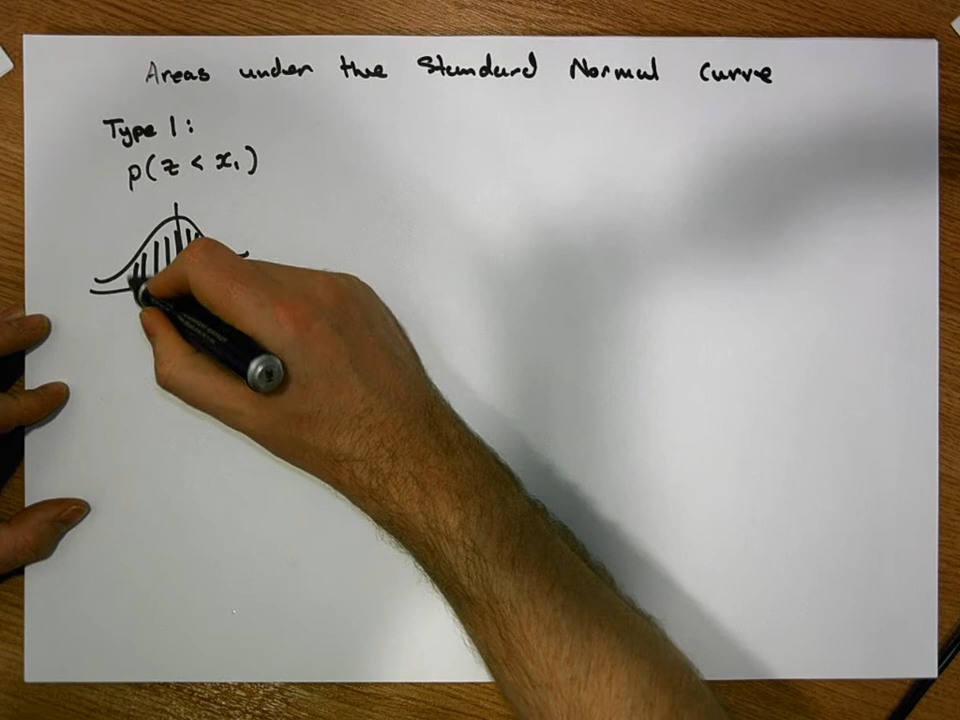 Areas under the Standard Normal Curve
Type 1:
p(z < x₁)